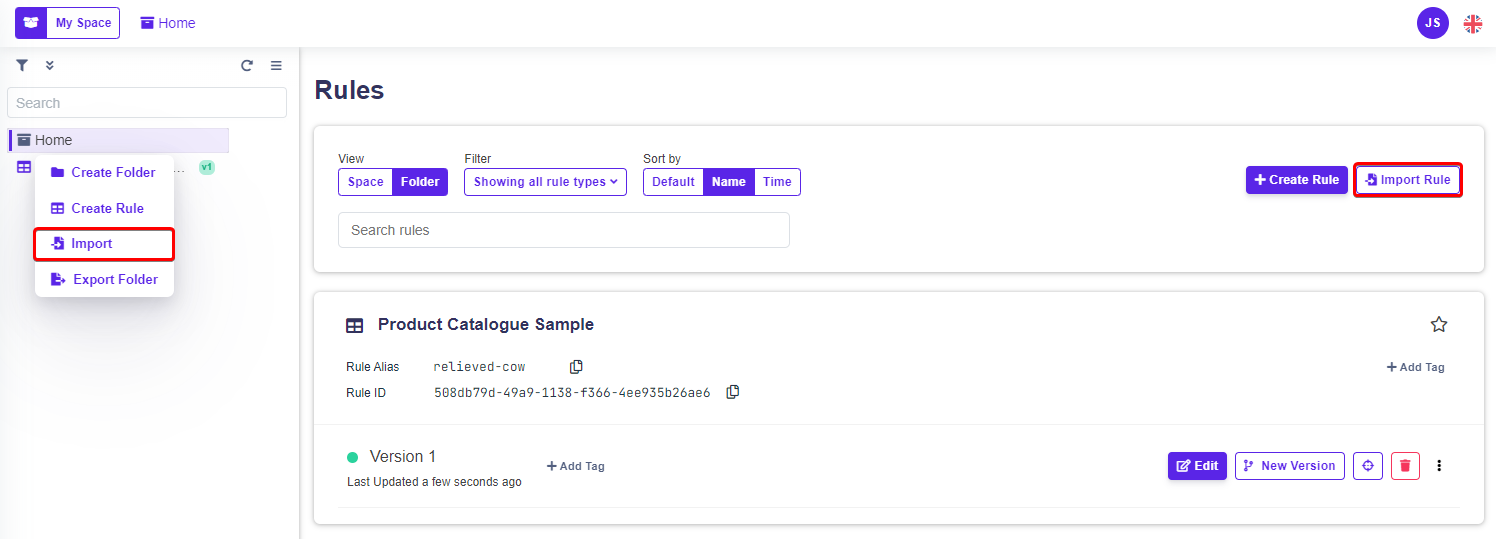 My Space
Home
JS
Search
Home
... v1
Create Folder
Create Rule
Import
Export Folder
Rules
View
Space Folder
Filter
Showing all rule types
Sort by
Default Name Time
Create Rule
Import Rule
Search rules
Product Catalogue Sample
Rule Alias relieved-cow
Add Tag
Rule ID 508db79d-49a9-1138-f366-4ee935b26ae6
Version 1
Add Tag
Last Updated a few seconds ago
Edit
New Version